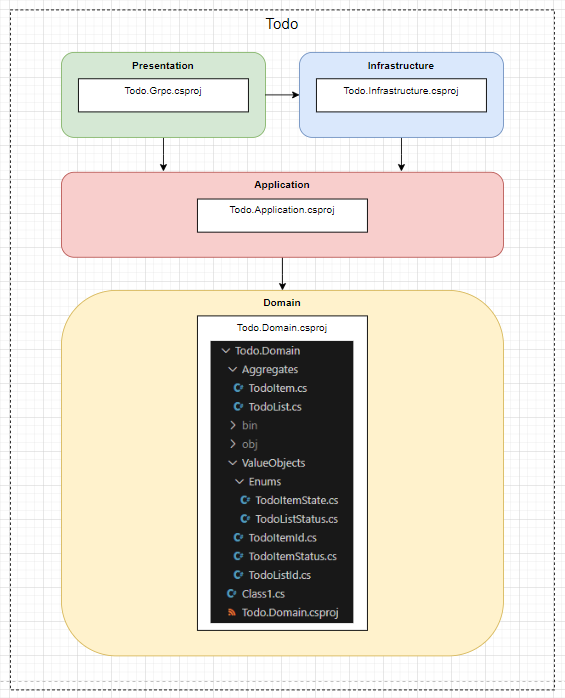 Todo
Presentation
Todo.Grpc.csproj
Infrastructure
Todo.Infrastructure.csproj
Application
Todo.Application.csproj
Domain
Todo.Domain.csproj
Todo.Domain
Aggregates
C# TodoItem.cs
C# TodoList.cs
bin
obj
ValueObjects
Enums
C# TodoItemState.cs
C# TodoListStatus.cs
C# TodoItemId.cs
C# TodoItemStatus.cs
C# TodoListId.cs
C# Class1.cs
Todo.Domain.csproj